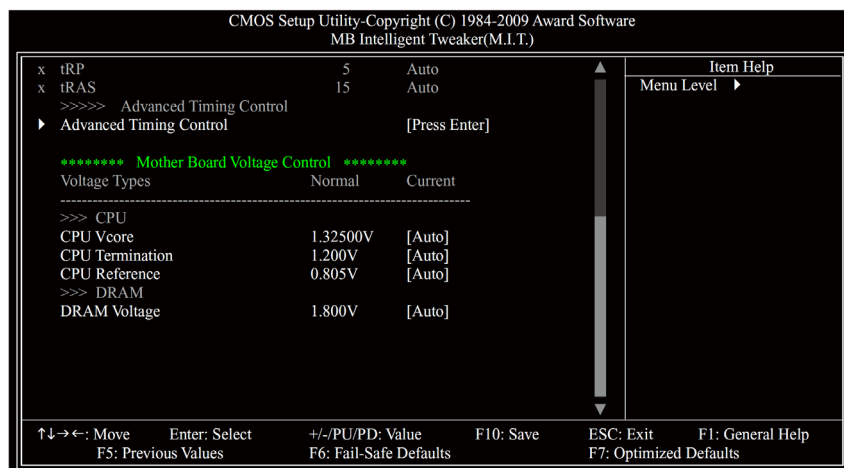 CMOS Setup Utility-Copyright (C) 1984-2009 Award Software
MB Intelligent Tweaker(M.I.T.)
x tRP 5 Auto
x tRAS 15 Auto
>>>>> Advanced Timing Control
Advanced Timing Control [Press Enter]
******** Mother Board Voltage Control ********
Voltage Types Normal Current
--------------------------------------------------------------------------------
>>> CPU
CPU Vcore 1.32500V [Auto]
CPU Termination 1.200V [Auto]
CPU Reference 0.805V [Auto]
>>> DRAM
DRAM Voltage 1.800V [Auto]
Item Help
Menu Level
↑↓→←: Move Enter: Select +/-/PU/PD: Value F10: Save ESC: Exit F1: General Help
F5: Previous Values F6: Fail-Safe Defaults F7: Optimized Defaults